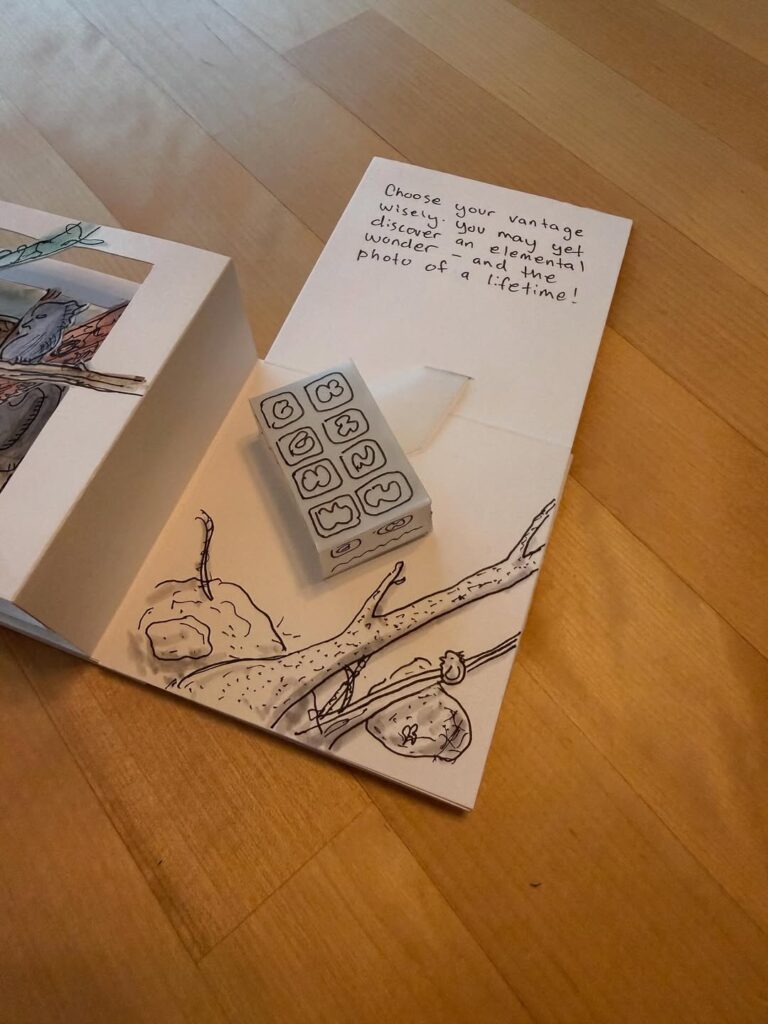 Choose your vantage
wisely. You may yet
discover an elemental
wonder - and the
photo of a lifetime!